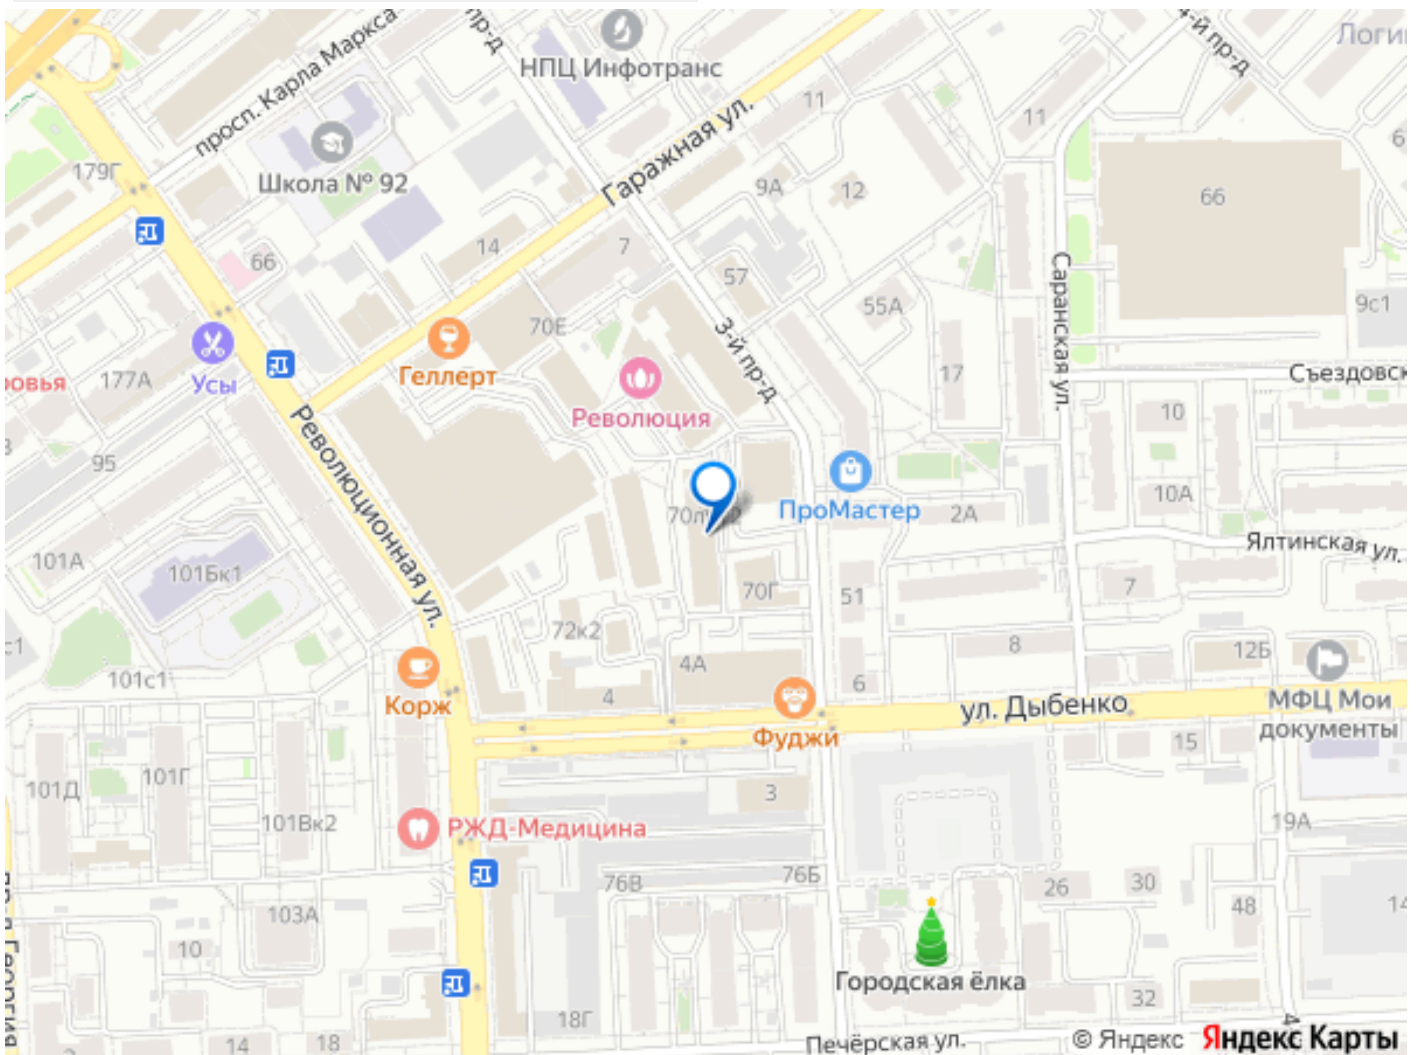 пр-д
4-й пр-д
Логи
НПЦ Инфотранс
просп. Карла Маркса
11
11
Гаражная ул.
6
179Г
Школа № 92
9А
12
66
14
7
66
57
Саранская ул.
55А
9с1
70Е
3-й пр-д
овья
177А
Усы
Геллерт
17
Съездовск
Революция
10
Революционная ул.
95
ПроМастер
10А
2А
101А
101Бк1
Ялтинская ул.
70Г
51
7
72к2
с1
101с1
4А
8
12Б
Корж
4
6
ул. Дыбенко
МФЦ Мои
документы
Фуджи
15
101Д
101Г
3
101Вк2
РЖД-Медицина
19А
76В
76Б
26
30
103А
48
14
10
Городская ёлка
32
18Г
14
18
Печёрская ул.
© Яндекс
Яндекс Карты